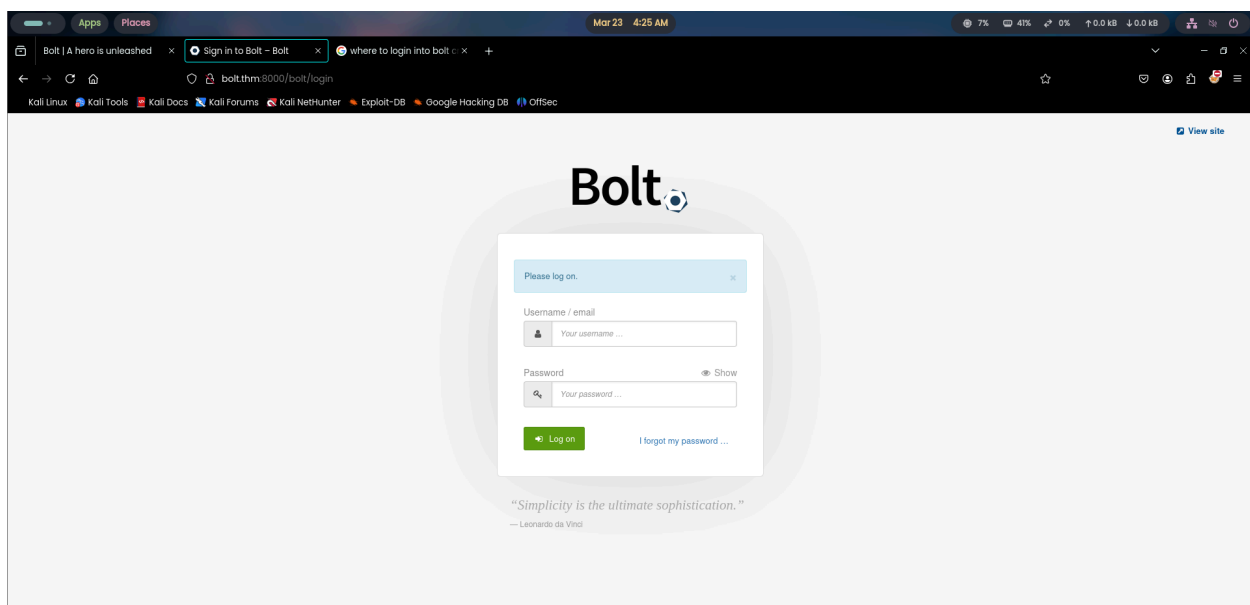 Apps Places Mar 23 4:25 AM 7% 41% 0% ↑0.0 kB ↓0.0 kB
Bolt | A hero is unleashed × Sign in to Bolt – Bolt × where to login into bolt c × +
bolt.thm:8000/bolt/login
Kali Linux Kali Tools Kali Docs Kali Forums Kali NetHunter Exploit-DB Google Hacking DB OffSec
View site
Bolt
Please log on. ×
Username / email
Your username ...
Password Show
Your password ...
Log on I forgot my password ...
“Simplicity is the ultimate sophistication.”
— Leonardo da Vinci